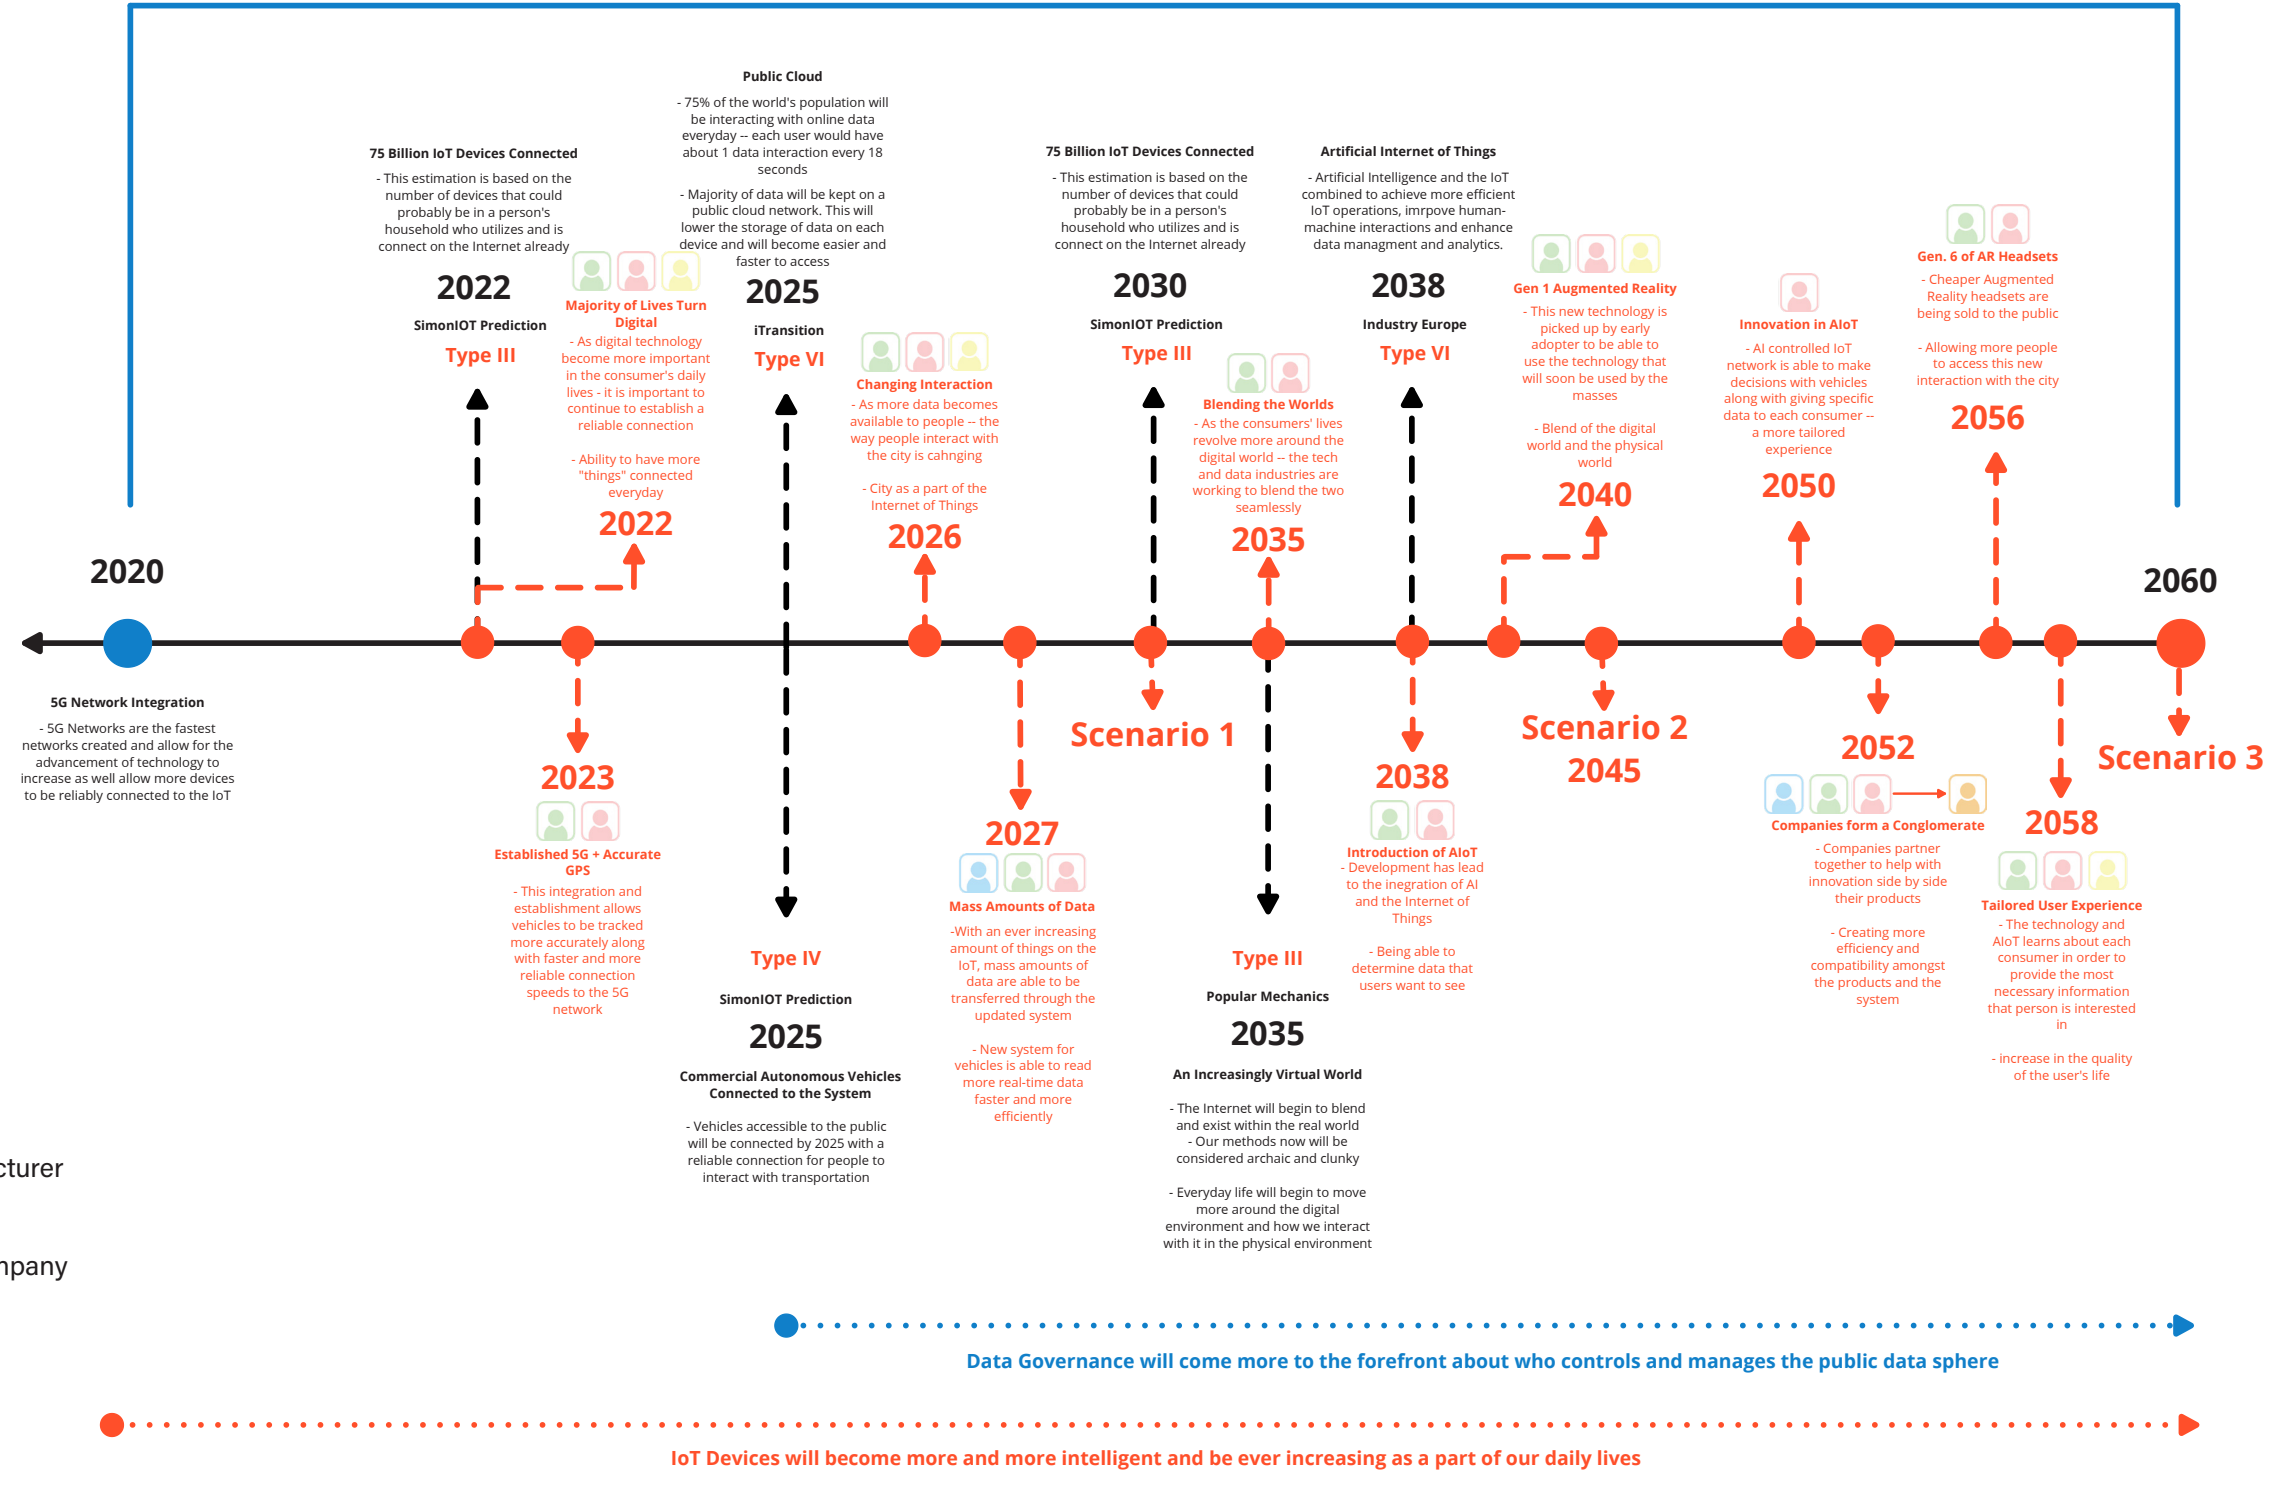 Public Cloud
- 75% of the world's population will
be interacting with online data
everyday -- each user would have
about 1 data interaction every 18
seconds
- Majority of data will be kept on a
public cloud network. This will
lower the storage of data on each
device and will become easier and
faster to access
2025
iTransition
Type VI
75 Billion IoT Devices Connected
- This estimation is based on the
number of devices that could
probably be in a person's
household who utilizes and is
connect on the Internet already
2022
SimonIOT Prediction
Type III
Majority of Lives Turn
Digital
- As digital technology
become more important
in the consumer's daily
lives - it is important to
continue to establish a
reliable connection
- Ability to have more
"things" connected
everyday
2022
Changing Interaction
- As more data becomes
available to people -- the
way people interact with
the city is cahnging
- City as a part of the
Internet of Things
2026
75 Billion IoT Devices Connected
- This estimation is based on the
number of devices that could
probably be in a person's
household who utilizes and is
connect on the Internet already
2030
SimonIOT Prediction
Type III
Blending the Worlds
- As the consumers' lives
revolve more around the
digital world -- the tech
and data industries are
working to blend the two
seamlessly
2035
Artificial Internet of Things
- Artificial Intelligence and the IoT
combined to achieve more efficient
IoT operations, imrpove human-
machine interactions and enhance
data managment and analytics.
2038
Industry Europe
Type VI
Gen 1 Augmented Reality
- This new technology is
picked up by early
adopter to be able to
use the technology that
will soon be used by the
masses
- Blend of the digital
world and the physical
world
2040
Innovation in AIoT
- AI controlled IoT
network is able to make
decisions with vehicles
along with giving specific
data to each consumer --
a more tailored
experience
2050
Gen. 6 of AR Headsets
- Cheaper Augmented
Reality headsets are
being sold to the public
- Allowing more people
to access this new
interaction with the city
2056
2020
2060
5G Network Integration
- 5G Networks are the fastest
networks created and allow for the
advancement of technology to
increase as well allow more devices
to be reliably connected to the IoT
2023
Established 5G + Accurate
GPS
- This integration and
establishment allows
vehicles to be tracked
more accurately along
with faster and more
reliable connection
speeds to the 5G
network
Type IV
SimonIOT Prediction
2025
Commercial Autonomous Vehicles
Connected to the System
- Vehicles accessible to the public
will be connected by 2025 with a
reliable connection for people to
interact with transportation
2027
Mass Amounts of Data
-With an ever increasing
amount of things on the
IoT, mass amounts of
data are able to be
transferred through the
updated system
- New system for
vehicles is able to read
more real-time data
faster and more
efficiently
Scenario 1
Type III
Popular Mechanics
2035
An Increasingly Virtual World
- The Internet will begin to blend
and exist within the real world
- Our methods now will be
considered archaic and clunky
- Everyday life will begin to move
more around the digital
environment and how we interact
with it in the physical environment
2038
Introduction of AIoT
- Development has lead
to the inegration of AI
and the Internet of
Things
- Being able to
determine data that
users want to see
Scenario 2
2045
2052
Companies form a Conglomerate
- Companies partner
together to help with
innovation side by side
their products
- Creating more
efficiency and
compatibility amongst
the products and the
system
2058
Tailored User Experience
- The technology and
AIoT learns about each
consumer in order to
provide the most
necessary information
that person is interested
in
- increase in the quality
of the user's life
Scenario 3
cturer
mpany
Data Governance will come more to the forefront about who controls and manages the public data sphere
IoT Devices will become more and more intelligent and be ever increasing as a part of our daily lives